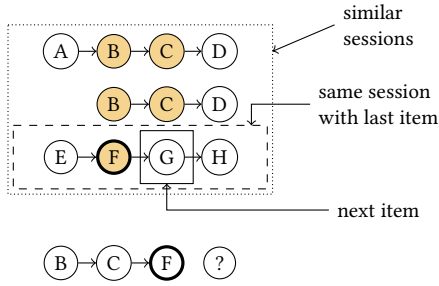 similar
sessions
A B C D
B C D
same session
with last item
E F G H
next item
B C F ?